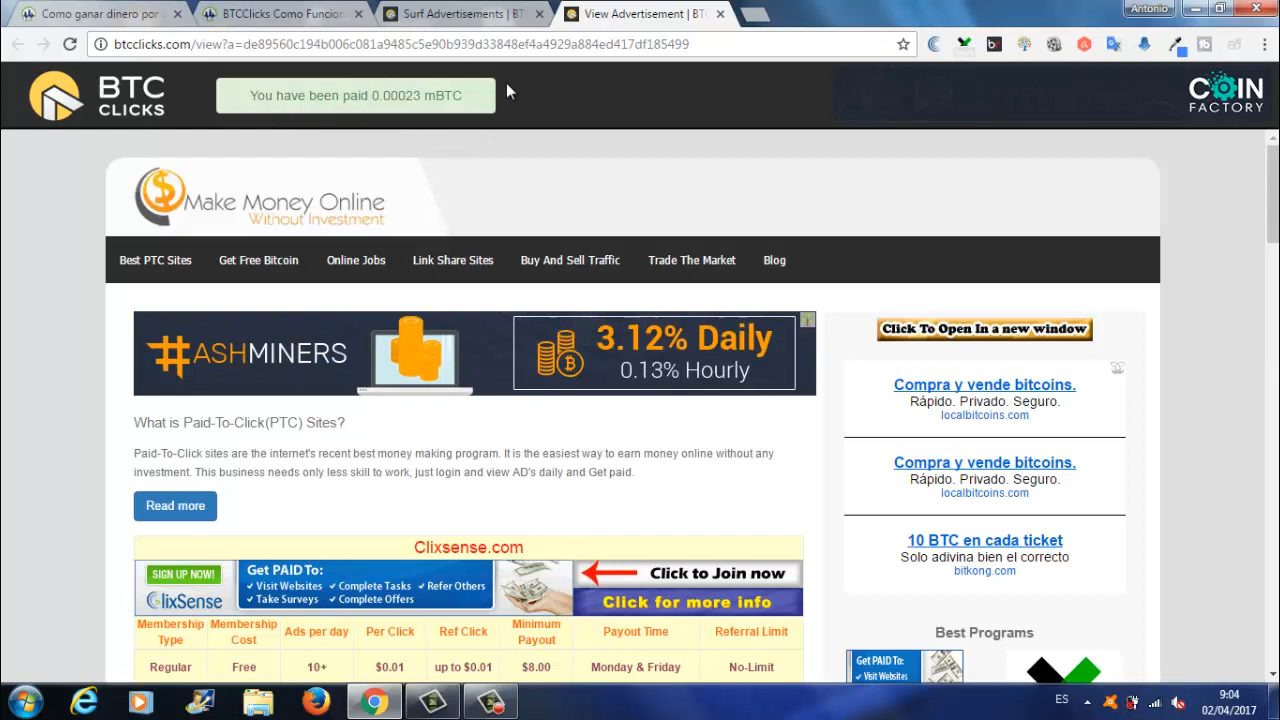 Como ganar dinero por
BTCClicks Como Funcion
Surf Advertisements | BT
View Advertisement | BT
Antonio
btcclicks.com/view?a=de89560c194b006c081a9485c5e90b939d33848ef4a4929a884ed417df185499
BTC
CLICKS
You have been paid 0.00023 mBTC
COIN
FACTORY
Make Money Online
Without Investment
Best PTC Sites
Get Free Bitcoin
Online Jobs
Link Share Sites
Buy And Sell Traffic
Trade The Market
Blog
#ASHMINERS
3.12% Daily
0.13% Hourly
What is Paid-To-Click(PTC) Sites?
Paid-To-Click sites are the internet's recent best money making program. It is the easiest way to earn money online without any
investment. This business needs only less skill to work, just login and view AD's daily and Get paid.
Read more
Clixsense.com
SIGN UP NOW!
ClixSense
Get PAID To:
✓ Visit Websites ✓ Complete Tasks ✓ Refer Others
✓ Take Surveys ✓ Complete Offers
Click to Join now
Click for more info
Membership Type Membership Cost Ads per day Per Click Ref Click Minimum Payout Payout Time Referral Limit
Regular Free 10+ $0.01 up to $0.01 $8.00 Monday & Friday No-Limit
Click To Open In a new window
Compra y vende bitcoins.
Rápido. Privado. Seguro.
localbitcoins.com
Compra y vende bitcoins.
Rápido. Privado. Seguro.
localbitcoins.com
10 BTC en cada ticket
Solo adivina bien el correcto
bitkong.com
Best Programs
Get PAID To:
✓ Visit Websites
ES
9:04
02/04/2017